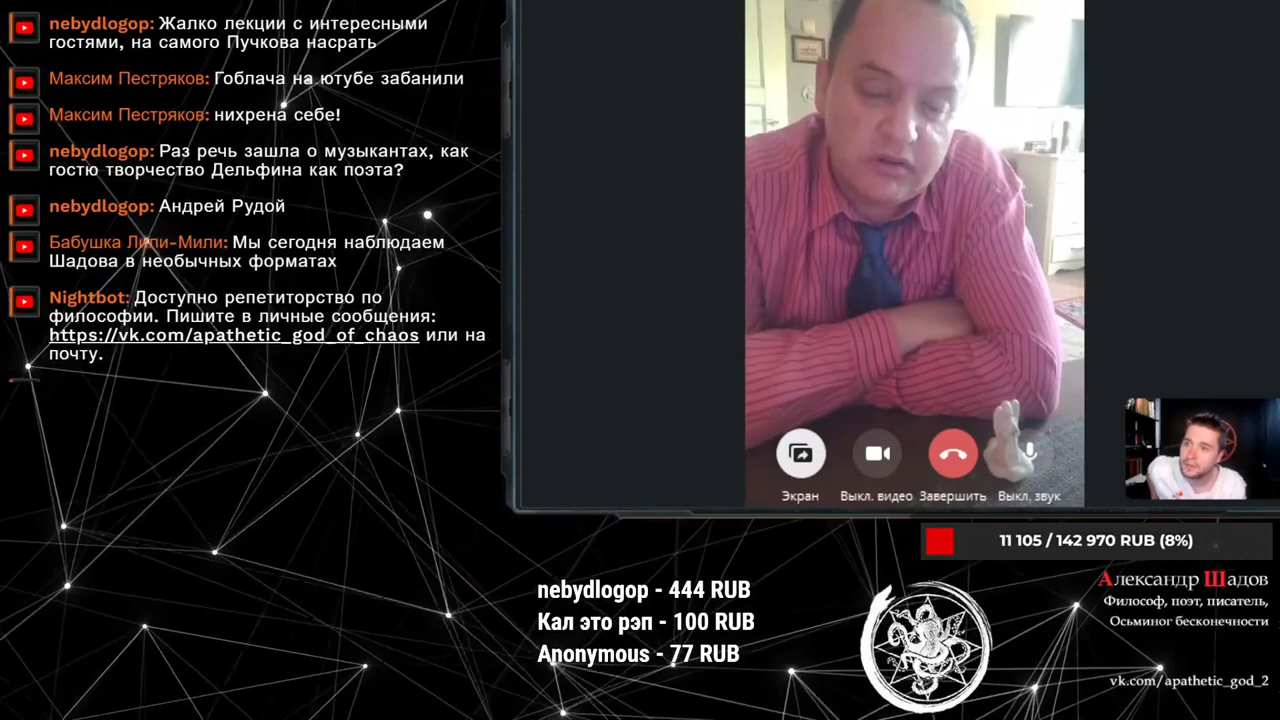 nebydlogop: Жалко лекции с интересными
гостями, на самого Пучкова насрать
Максим Пестряков: Гоблача на ютубе забанили
Максим Пестряков: нихрена себе!
nebydlogop: Раз речь зашла о музыкантах, как
гостю творчество Дельфина как поэта?
nebydlogop: Андрей Рудой
Бабушка Лили-Мили: Мы сегодня наблюдаем
Шадова в необычных форматах
Nightbot: Доступно репетиторство по
философии. Пишите в личные сообщения:
https://vk.com/apathetic_god_of_chaos или на
почту.
Экран
Выкл. видео
Завершить
Выкл. звук
11 105 / 142 970 RUB (8%)
nebydlogop - 444 RUB
Кал это рэп - 100 RUB
Anonymous - 77 RUB
Александр Шадов
Философ, поэт, писатель,
Осьминог бесконечности
vk.com/apathetic_god_2